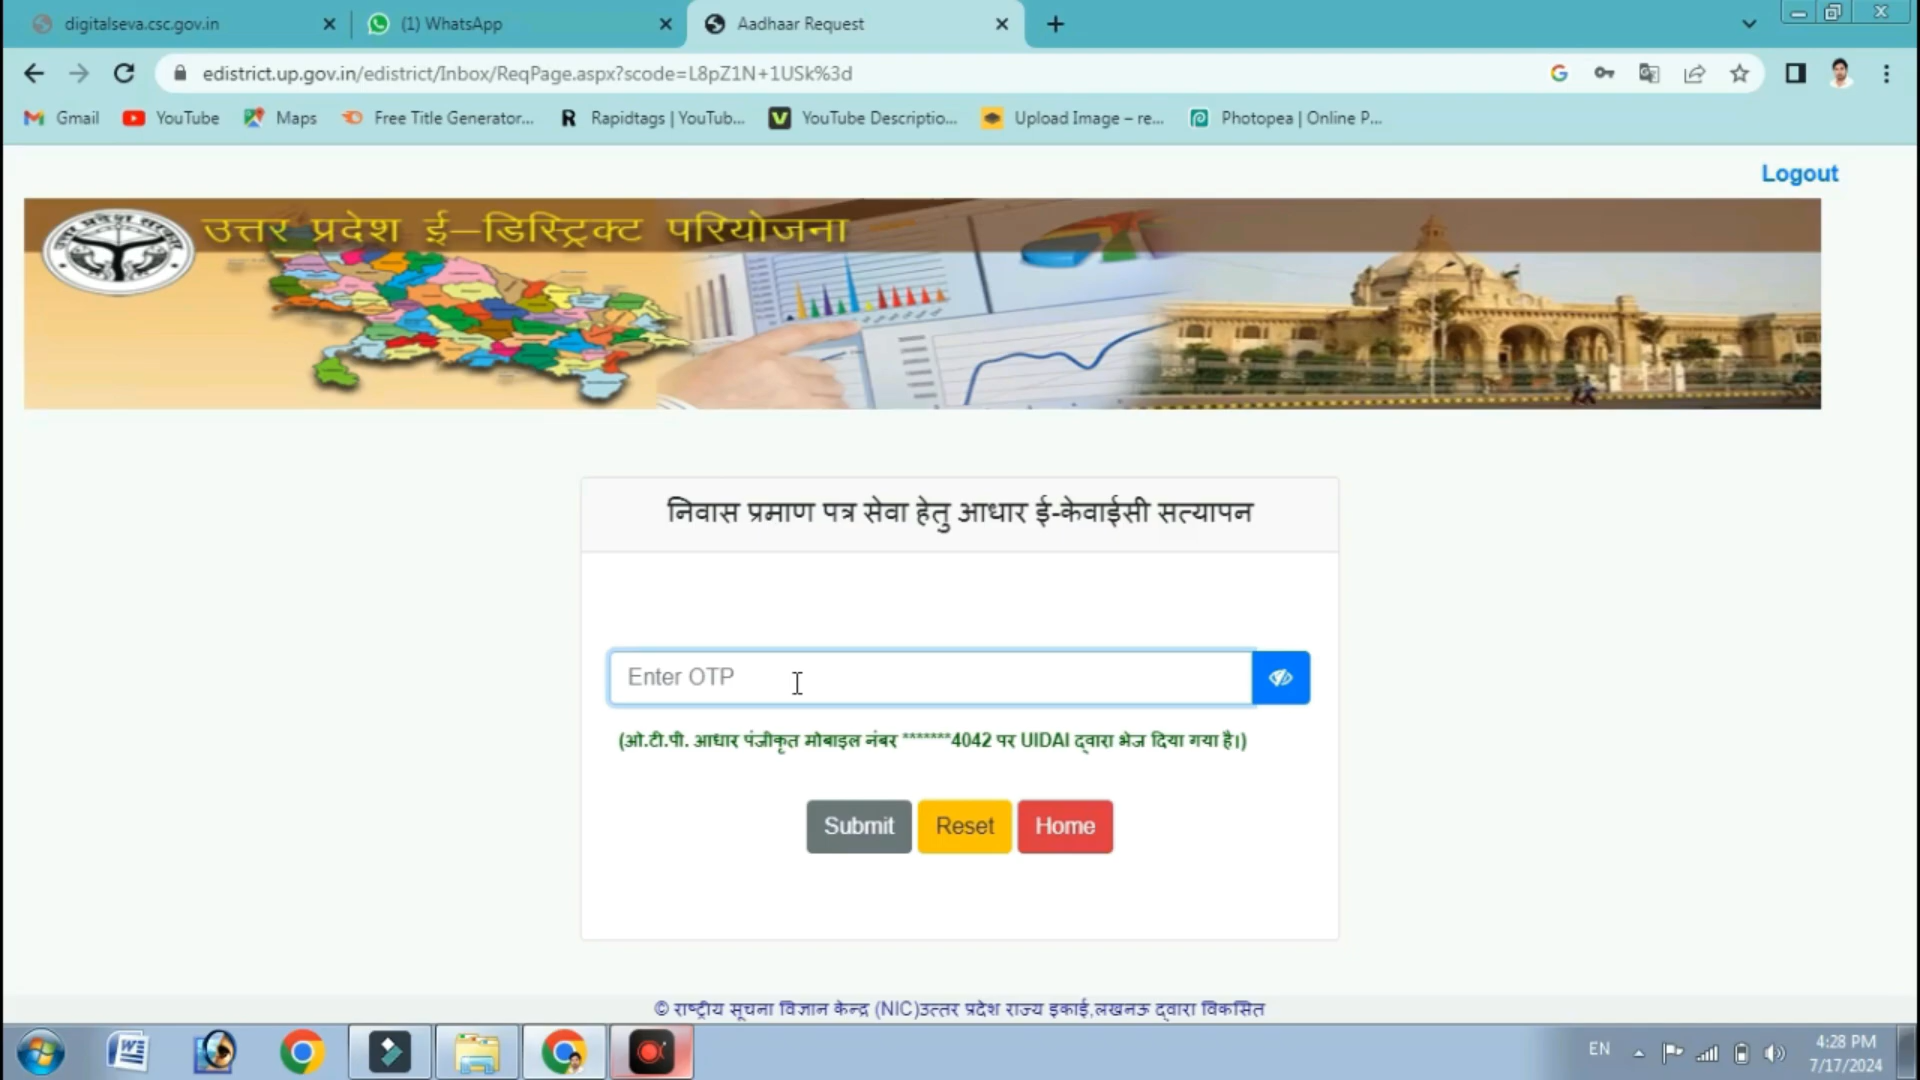 digitalseva.csc.gov.in
(1) WhatsApp
Aadhaar Request
edistrict.up.gov.in/edistrict/Inbox/ReqPage.aspx?scode=L8pZ1N+1USk%3d
Gmail
YouTube
Maps
Free Title Generator...
Rapidtags | YouTub...
YouTube Descriptio...
Upload Image – re...
Photopea | Online P...
Logout
उत्तर प्रदेश ई–डिस्ट्रिक्ट परियोजना
निवास प्रमाण पत्र सेवा हेतु आधार ई-केवाईसी सत्यापन
Enter OTP
(ओ.टी.पी. आधार पंजीकृत मोबाइल नंबर *******4042 पर UIDAI द्वारा भेज दिया गया है।)
Submit
Reset
Home
© राष्ट्रीय सूचना विज्ञान केन्द्र (NIC)उत्तर प्रदेश राज्य इकाई,लखनऊ द्वारा विकसित
EN
4:28 PM
7/17/2024